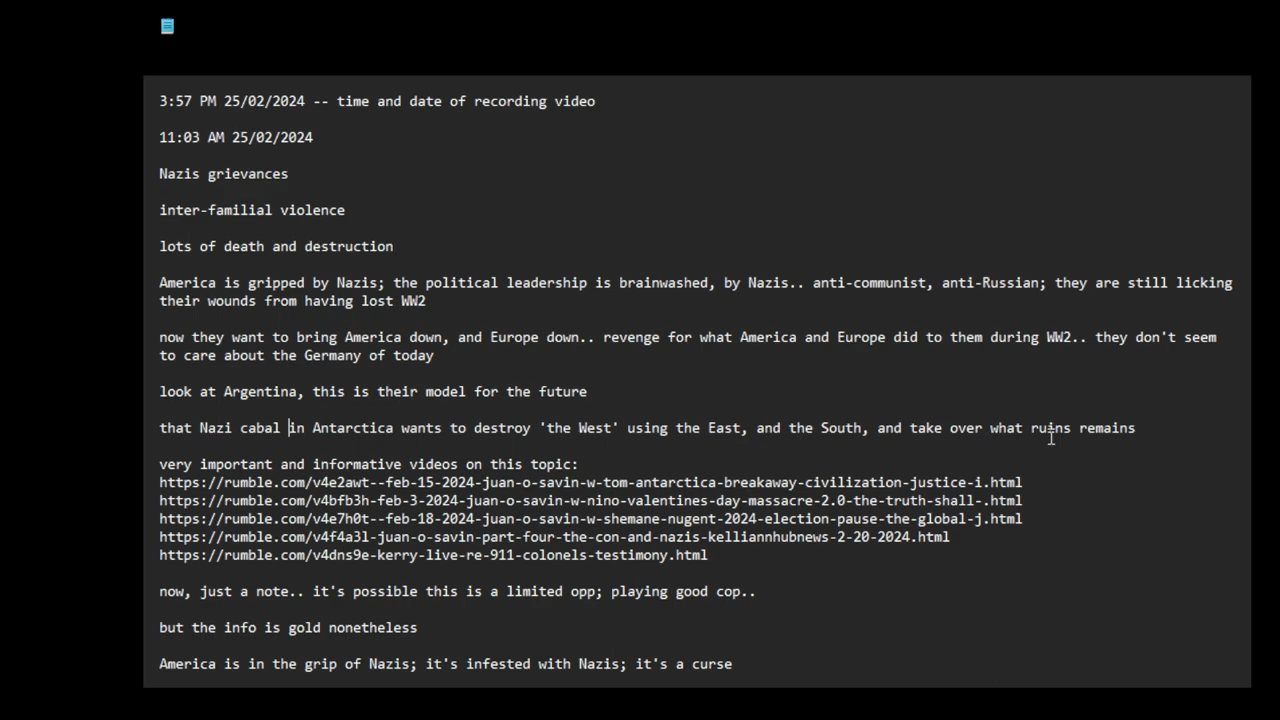 3:57 PM 25/02/2024 -- time and date of recording video
11:03 AM 25/02/2024
Nazis grievances
inter-familial violence
lots of death and destruction
America is gripped by Nazis; the political leadership is brainwashed, by Nazis.. anti-communist, anti-Russian; they are still licking
their wounds from having lost WW2
now they want to bring America down, and Europe down.. revenge for what America and Europe did to them during WW2.. they don't seem
to care about the Germany of today
look at Argentina, this is their model for the future
that Nazi cabal in Antarctica wants to destroy 'the West' using the East, and the South, and take over what ruins remains
very important and informative videos on this topic:
https://rumble.com/v4e2awt--feb-15-2024-juan-o-savin-w-tom-antarctica-breakaway-civilization-justice-i.html
https://rumble.com/v4bfb3h-feb-3-2024-juan-o-savin-w-nino-valentines-day-massacre-2.0-the-truth-shall-.html
https://rumble.com/v4e7h0t--feb-18-2024-juan-o-savin-w-shemane-nugent-2024-election-pause-the-global-j.html
https://rumble.com/v4f4a3l-juan-o-savin-part-four-the-con-and-nazis-kelliannhubnews-2-20-2024.html
https://rumble.com/v4dns9e-kerry-live-re-911-colonels-testimony.html
now, just a note.. it's possible this is a limited opp; playing good cop..
but the info is gold nonetheless
America is in the grip of Nazis; it's infested with Nazis; it's a curse